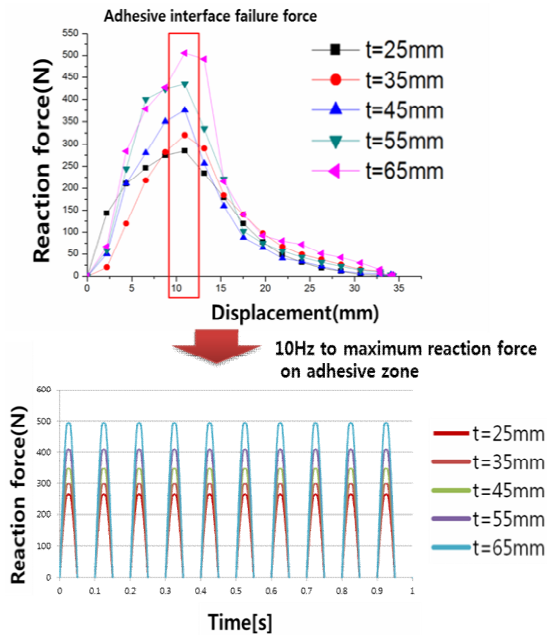 Adhesive interface failure force
550
500
450
400
350
300
250
200
150
100
50
0
Reaction force(N)
t=25mm
t=35mm
t=45mm
t=55mm
t=65mm
0 5 10 15 20 25 30 35
Displacement(mm)
10Hz to maximum reaction force
on adhesive zone
600
500
400
300
200
100
0
Reaction force(N)
t=25mm
t=35mm
t=45mm
t=55mm
t=65mm
0 0.1 0.2 0.3 0.4 0.5 0.6 0.7 0.8 0.9 1
Time[s]